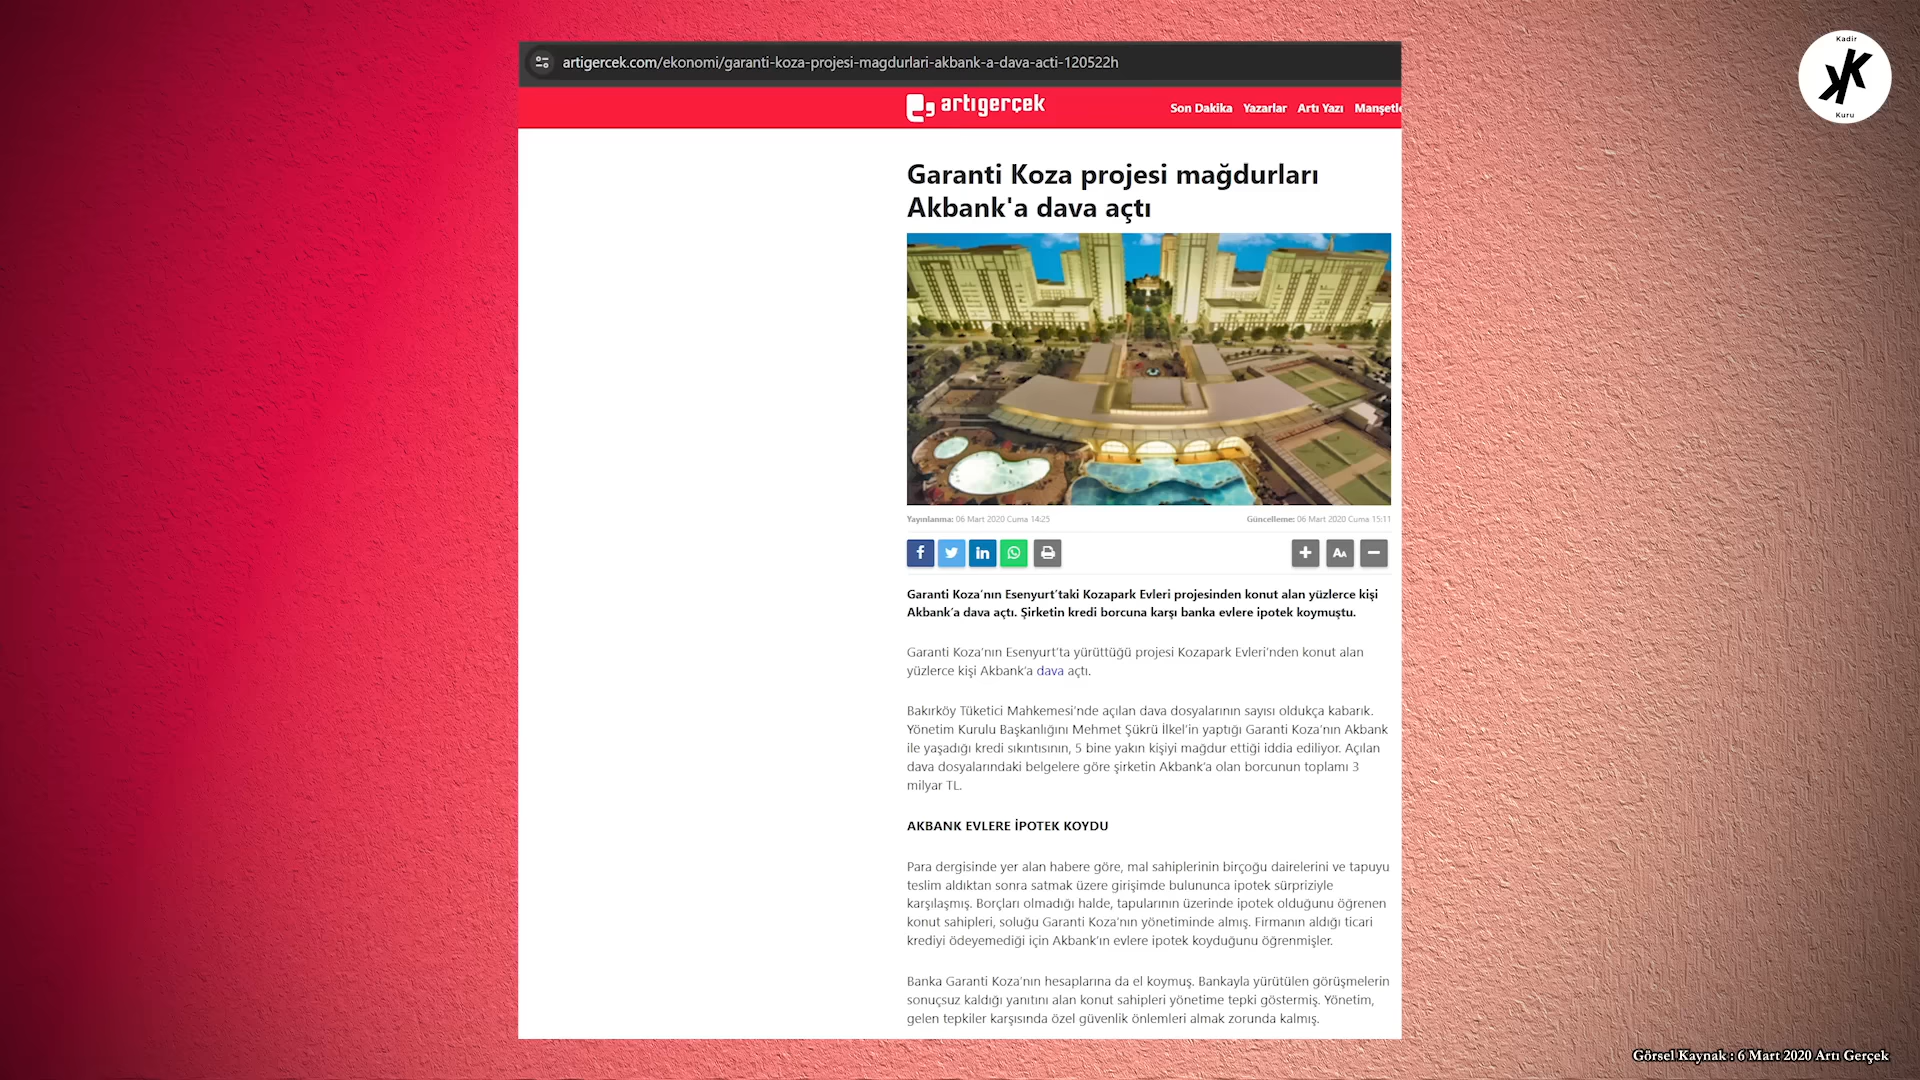 artigercek.com/ekonomi/garanti-koza-projesi-magdurlari-akbank-a-dava-acti-120522h
Kadir
KK
Kuru
artıgerçek
Son Dakika Yazarlar Artı Yazı Manşetle
Garanti Koza projesi mağdurları
Akbank'a dava açtı
Yayınlanma: 06 Mart 2020 Cuma 14:25
Güncelleme: 06 Mart 2020 Cuma 15:11
Garanti Koza’nın Esenyurt’taki Kozapark Evleri projesinden konut alan yüzlerce kişi
Akbank’a dava açtı. Şirketin kredi borcuna karşı banka evlere ipotek koymuştu.
Garanti Koza’nın Esenyurt’ta yürüttüğü projesi Kozapark Evleri’nden konut alan
yüzlerce kişi Akbank’a dava açtı.
Bakırköy Tüketici Mahkemesi’nde açılan dava dosyalarının sayısı oldukça kabarık.
Yönetim Kurulu Başkanlığını Mehmet Şükrü İlkel’in yaptığı Garanti Koza’nın Akbank
ile yaşadığı kredi sıkıntısının, 5 bine yakın kişiyi mağdur ettiği iddia ediliyor. Açılan
dava dosyalarındaki belgelere göre şirketin Akbank’a olan borcunun toplamı 3
milyar TL.
AKBANK EVLERE İPOTEK KOYDU
Para dergisinde yer alan habere göre, mal sahiplerinin birçoğu dairelerini ve tapuyu
teslim aldıktan sonra satmak üzere girişimde bulununca ipotek sürpriziyle
karşılaşmış. Borçları olmadığı halde, tapularının üzerinde ipotek olduğunu öğrenen
konut sahipleri, soluğu Garanti Koza’nın yönetiminde almış. Firmanın aldığı ticari
krediyi ödeyemediği için Akbank’ın evlere ipotek koyduğunu öğrenmişler.
Banka Garanti Koza’nın hesaplarına da el koymuş. Bankayla yürütülen görüşmelerin
sonuçsuz kaldığı yanıtını alan konut sahipleri yönetime tepki göstermiş. Yönetim,
gelen tepkiler karşısında özel güvenlik önlemleri almak zorunda kalmış.
Görsel Kaynak : 6 Mart 2020 Artı Gerçek